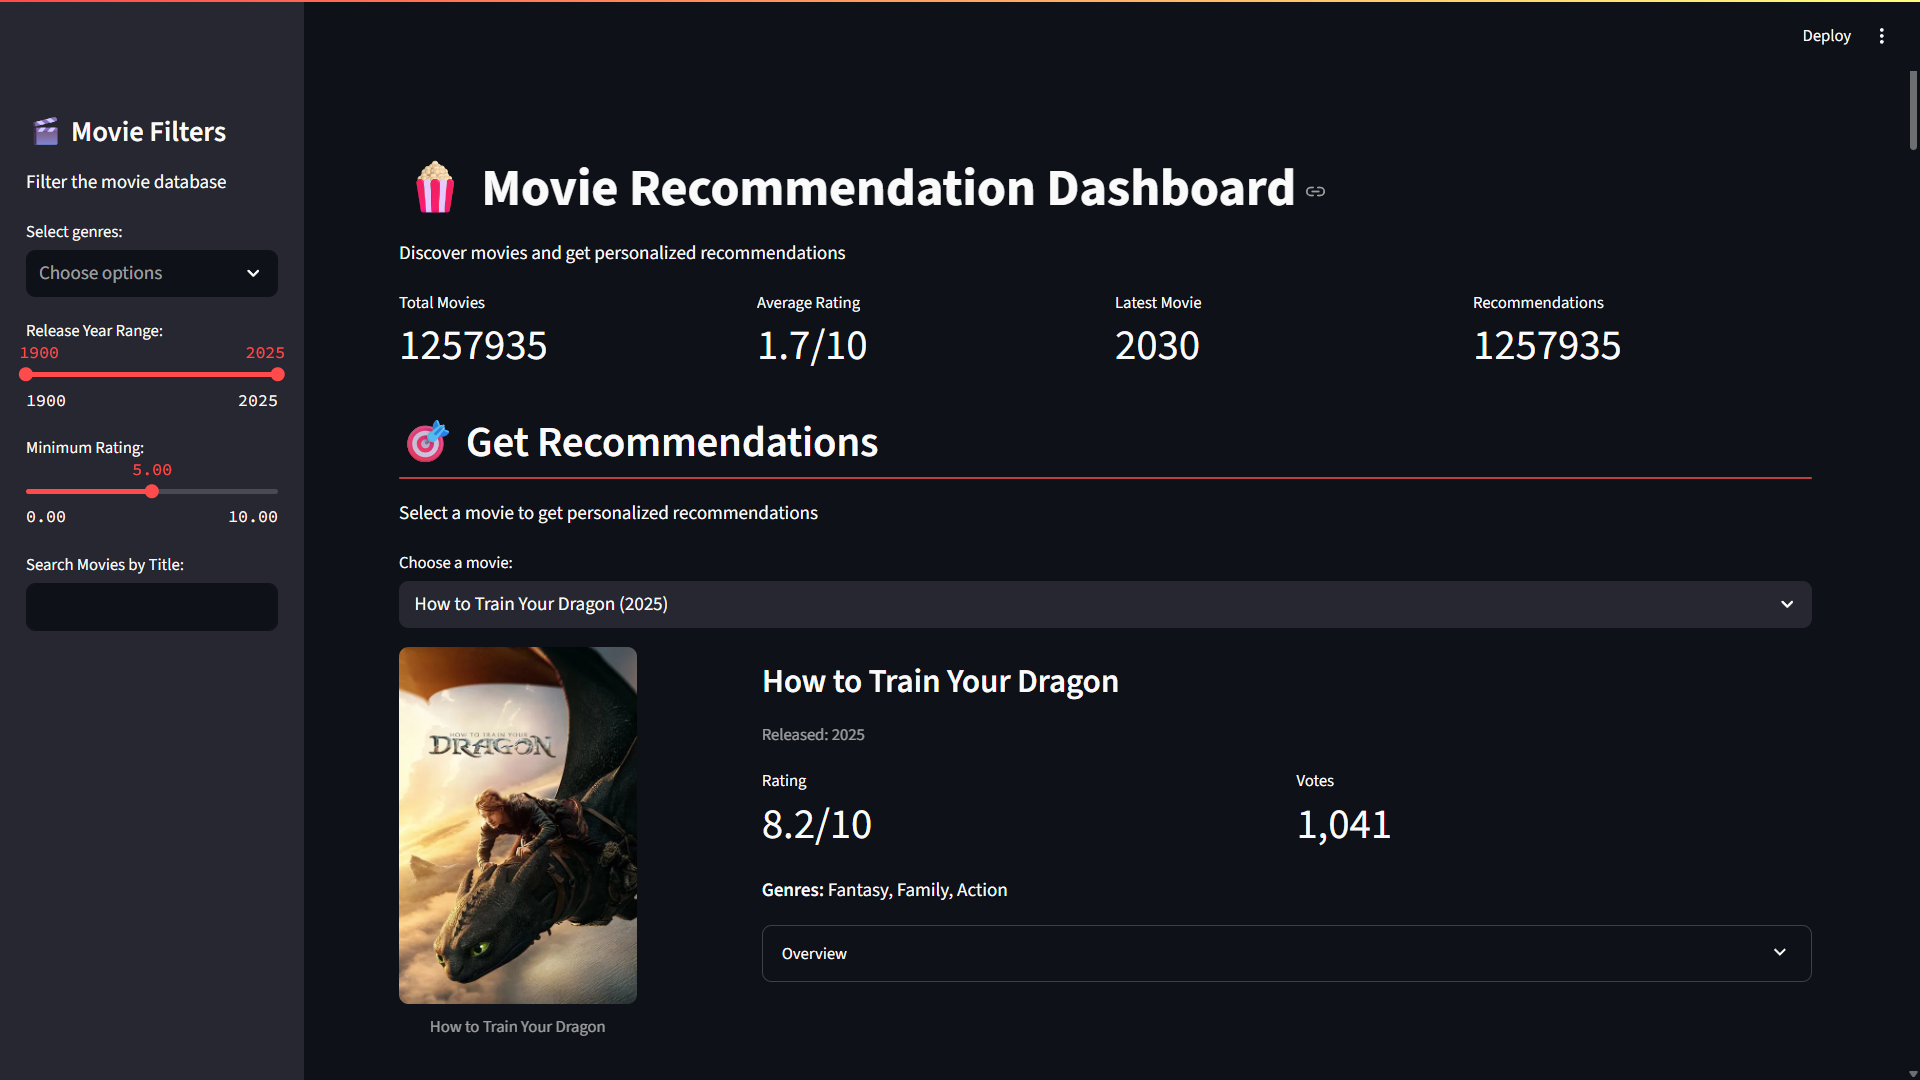 Deploy
Movie Filters
Filter the movie database
Select genres:
Choose options
Release Year Range:
1900 2025
1900 2025
Minimum Rating:
5.00
0.00 10.00
Search Movies by Title:
Movie Recommendation Dashboard
Discover movies and get personalized recommendations
Total Movies
1257935
Average Rating
1.7/10
Latest Movie
2030
Recommendations
1257935
Get Recommendations
Select a movie to get personalized recommendations
Choose a movie:
How to Train Your Dragon (2025)
HOW TO TRAIN YOUR
DRAGON
How to Train Your Dragon
How to Train Your Dragon
Released: 2025
Rating
8.2/10
Votes
1,041
Genres: Fantasy, Family, Action
Overview